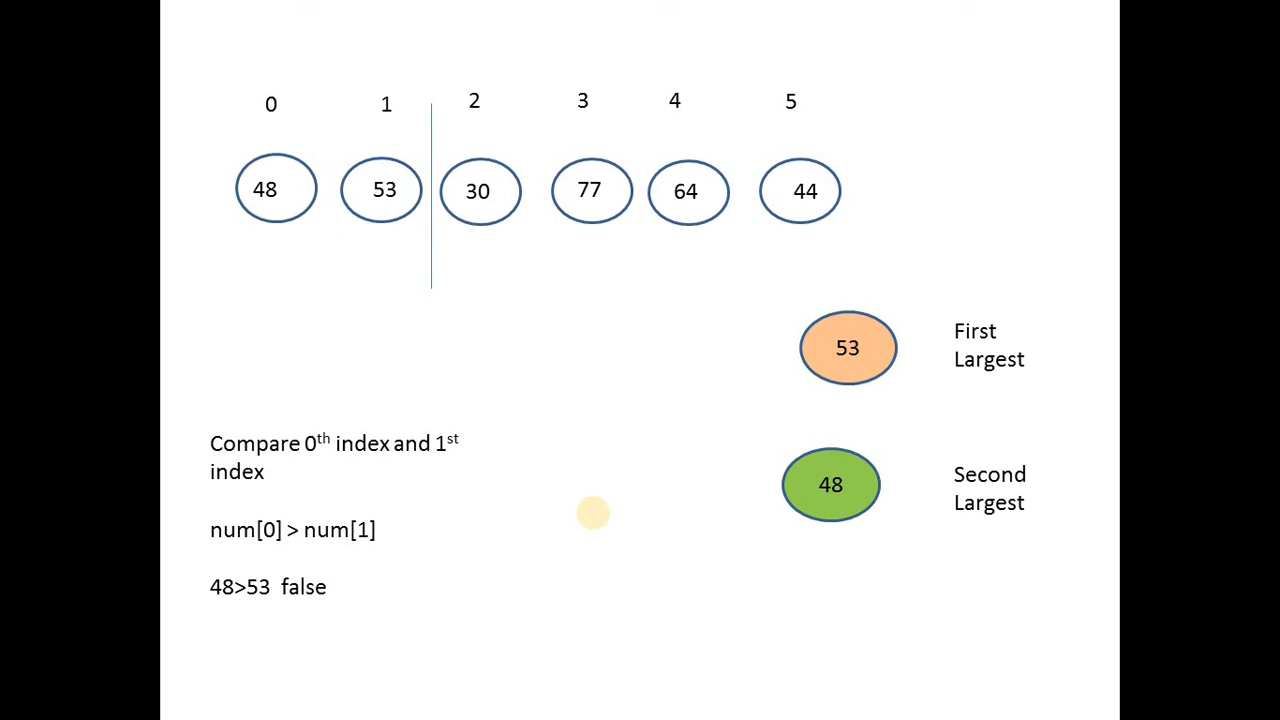 0 1 2 3 4 5
48 53 30 77 64 44
53
First
Largest
Compare 0th index and 1st
index
48
Second
Largest
num[0] > num[1]
48>53 false